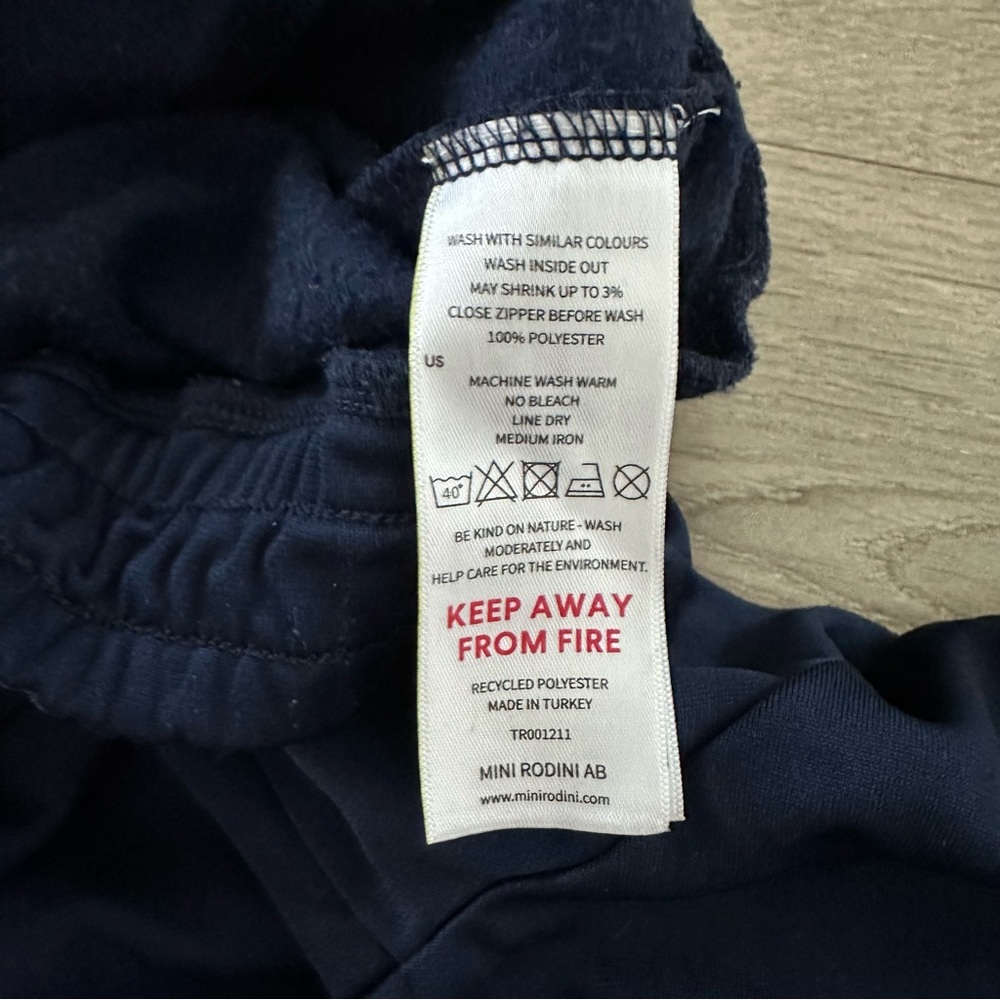 WASH WITH SIMILAR COLOURS
WASH INSIDE OUT
MAY SHRINK UP TO 3%
CLOSE ZIPPER BEFORE WASH
100% POLYESTER
US
MACHINE WASH WARM
NO BLEACH
LINE DRY
MEDIUM IRON
40°
BE KIND ON NATURE - WASH
MODERATELY AND
HELP CARE FOR THE ENVIRONMENT.
KEEP AWAY
FROM FIRE
RECYCLED POLYESTER
MADE IN TURKEY
TR001211
MINI RODINI AB
www.minirodini.com